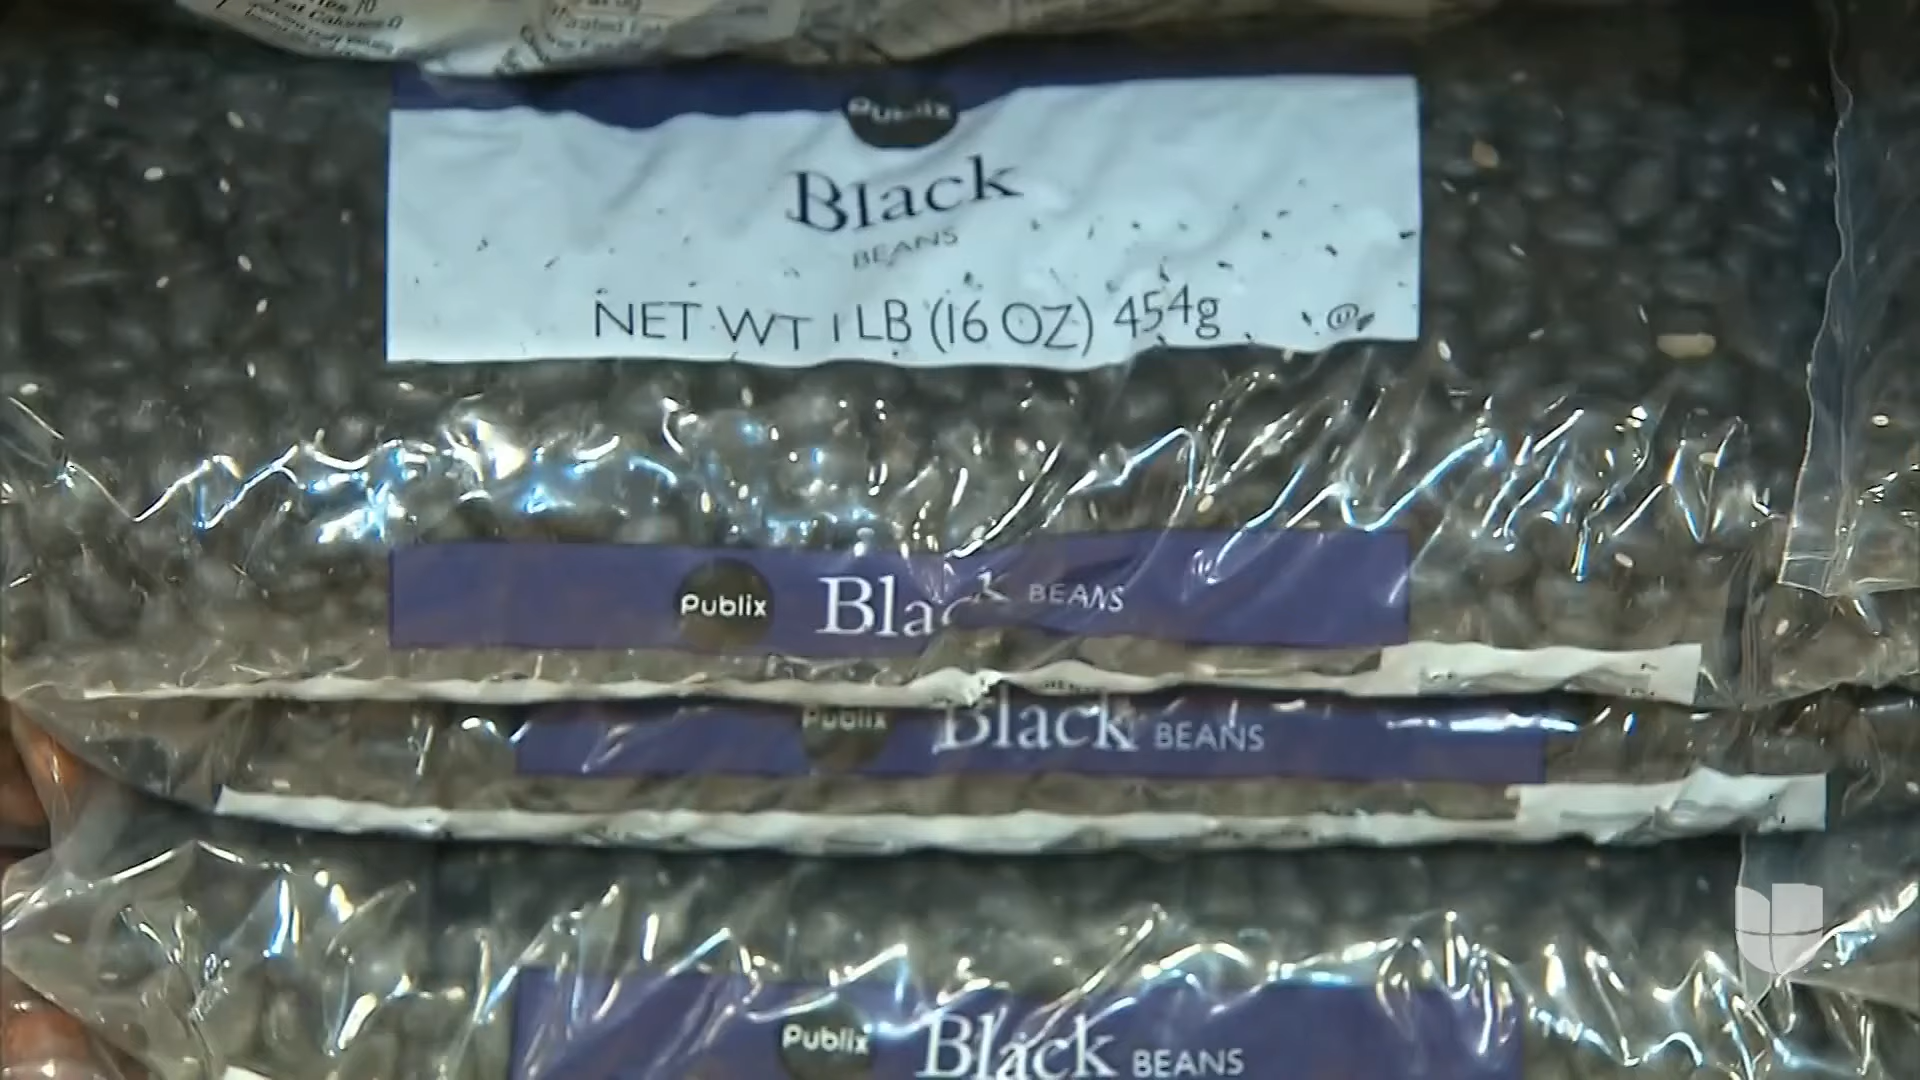 Publix
Black
BEANS
NET WT 1 LB (16 OZ) 454g
Publix Black BEANS
Publix Black BEANS
Publix Black BEANS